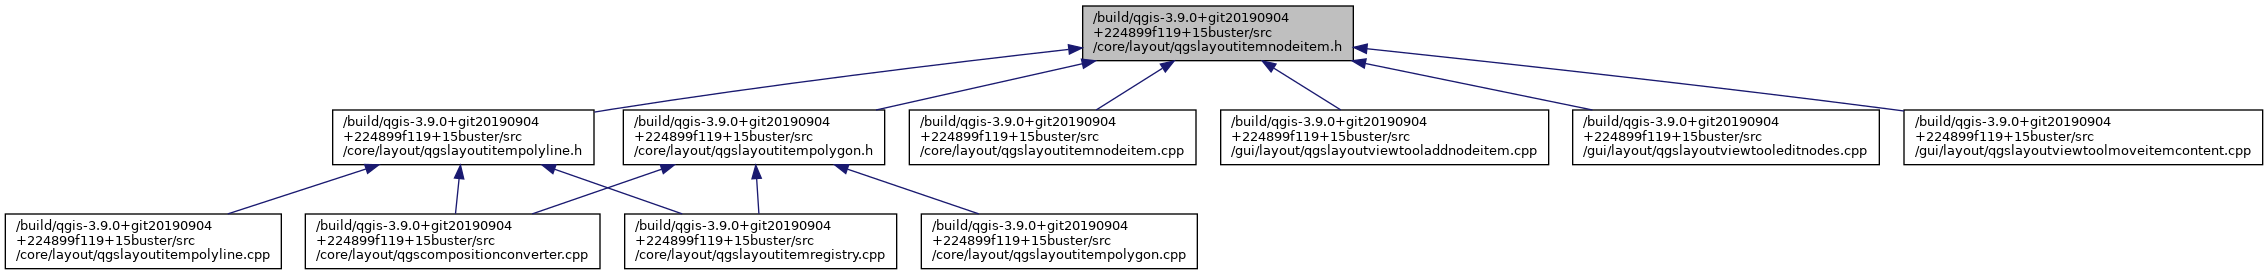 /build/qgis-3.9.0+git20190904
+224899f119+15buster/src
/core/layout/qgslayoutitemnodeitem.h
/build/qgis-3.9.0+git20190904
+224899f119+15buster/src
/core/layout/qgslayoutitempolyline.h
/build/qgis-3.9.0+git20190904
+224899f119+15buster/src
/core/layout/qgslayoutitempolygon.h
/build/qgis-3.9.0+git20190904
+224899f119+15buster/src
/core/layout/qgslayoutitemnodeitem.cpp
/build/qgis-3.9.0+git20190904
+224899f119+15buster/src
/gui/layout/qgslayoutviewtooladdnodeitem.cpp
/build/qgis-3.9.0+git20190904
+224899f119+15buster/src
/gui/layout/qgslayoutviewtooleditnodes.cpp
/build/qgis-3.9.0+git20190904
+224899f119+15buster/src
/gui/layout/qgslayoutviewtoolmoveitemcontent.cpp
/build/qgis-3.9.0+git20190904
+224899f119+15buster/src
/core/layout/qgslayoutitempolyline.cpp
/build/qgis-3.9.0+git20190904
+224899f119+15buster/src
/core/layout/qgscompositionconverter.cpp
/build/qgis-3.9.0+git20190904
+224899f119+15buster/src
/core/layout/qgslayoutitemregistry.cpp
/build/qgis-3.9.0+git20190904
+224899f119+15buster/src
/core/layout/qgslayoutitempolygon.cpp